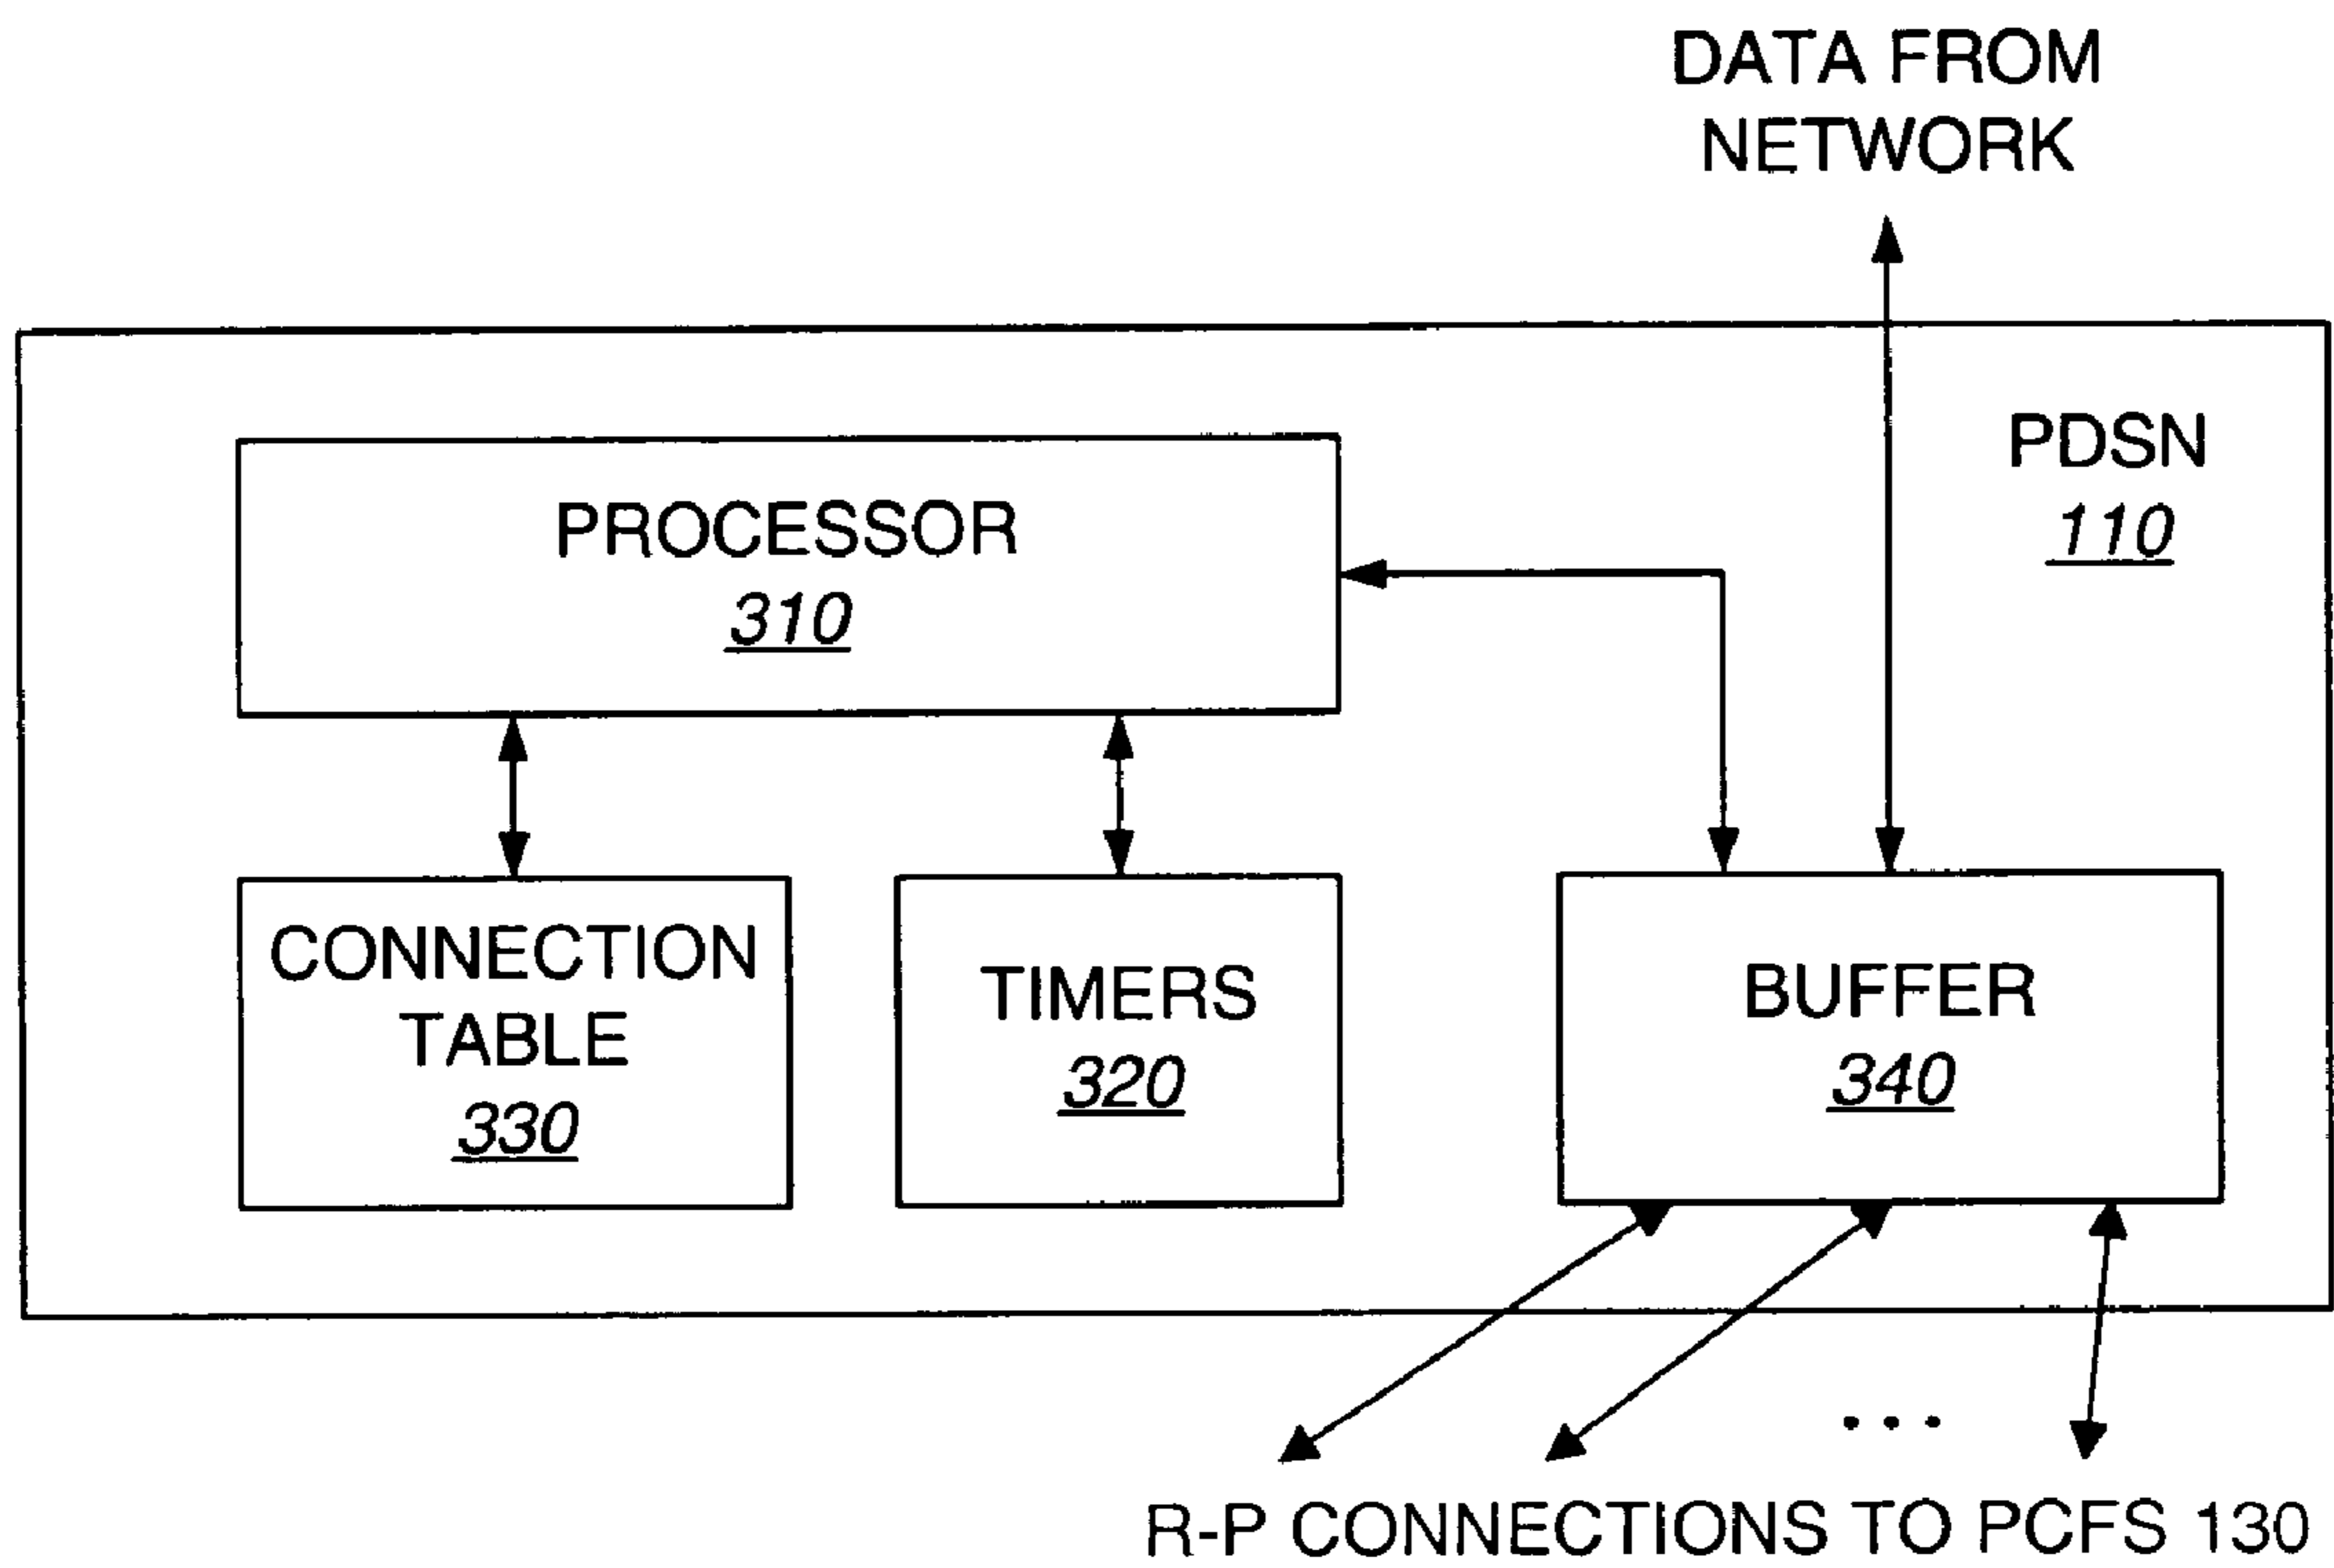 DATA FROM
NETWORK
PDSN
110
PROCESSOR
310
CONNECTION
TABLE
330
TIMERS
320
BUFFER
340
...
R-P CONNECTIONS TO PCFS 130